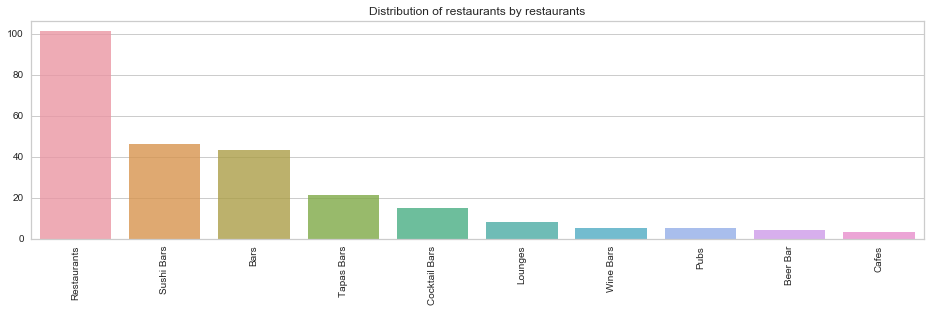 Distribution of restaurants by restaurants
100
80
60
40
20
0
Restaurants
Sushi Bars
Bars
Tapas Bars
Cocktail Bars
Lounges
Wine Bars
Pubs
Beer Bar
Cafes